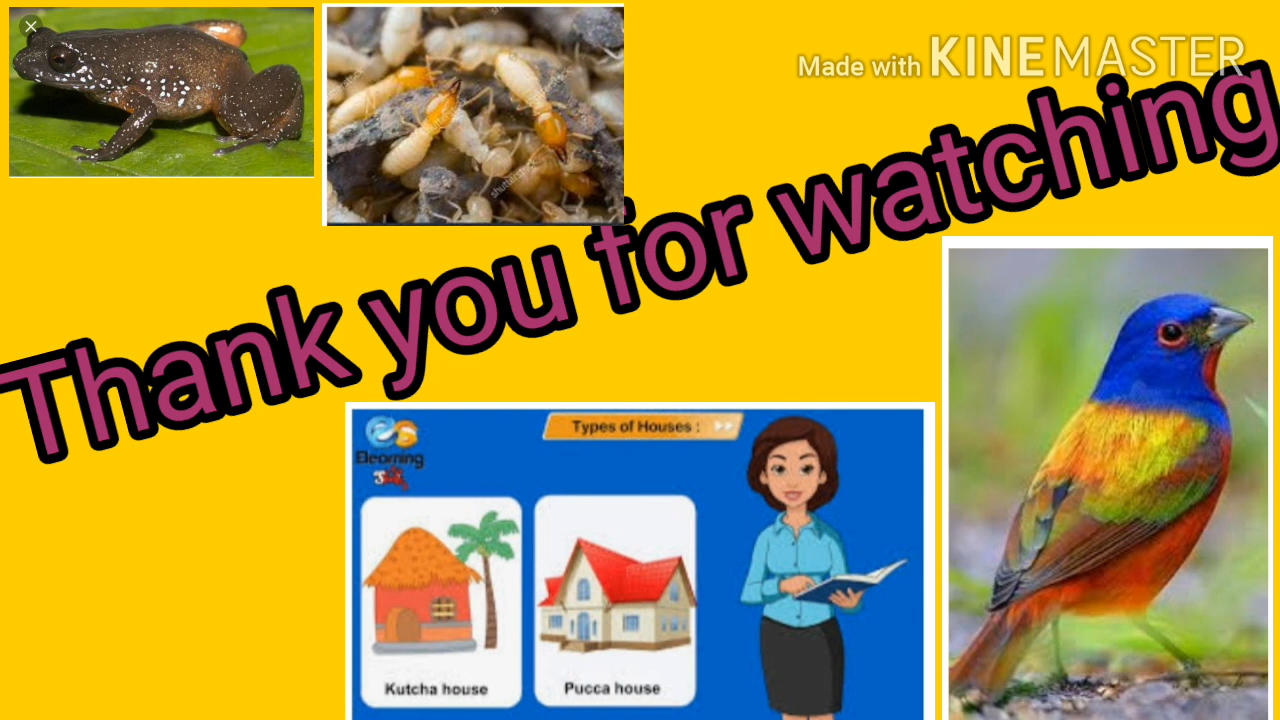 Made with KINEMASTER
Thank you for watching
Types of Houses :
Elearning
Kutcha house
Pucca house